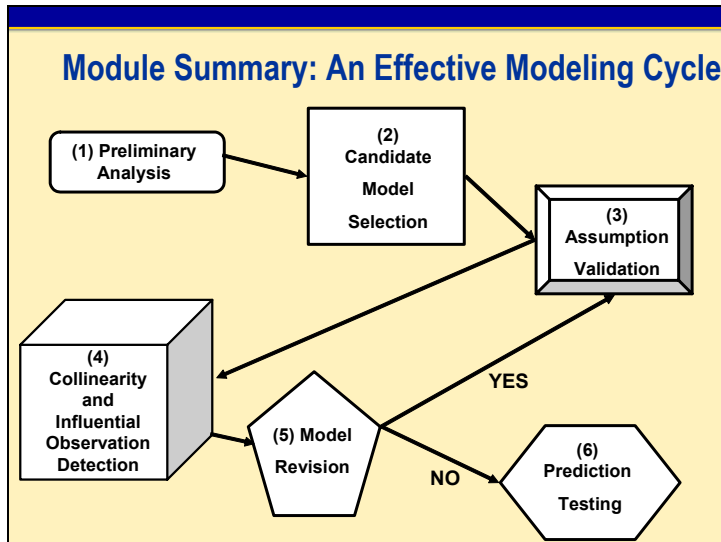 Module Summary: An Effective Modeling Cycle
(1) Preliminary
Analysis
(2)
Candidate
Model
Selection
(3)
Assumption
Validation
(4)
Collinearity
and
Influential
Observation
Detection
(5) Model
Revision
YES
NO
(6)
Prediction
Testing